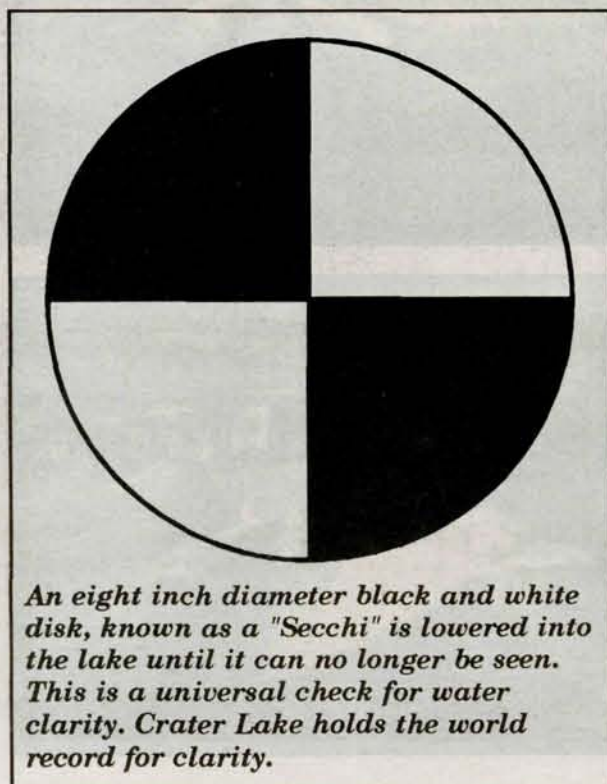 An eight inch diameter black and white
disk, known as a "Secchi" is lowered into
the lake until it can no longer be seen.
This is a universal check for water
clarity. Crater Lake holds the world
record for clarity.